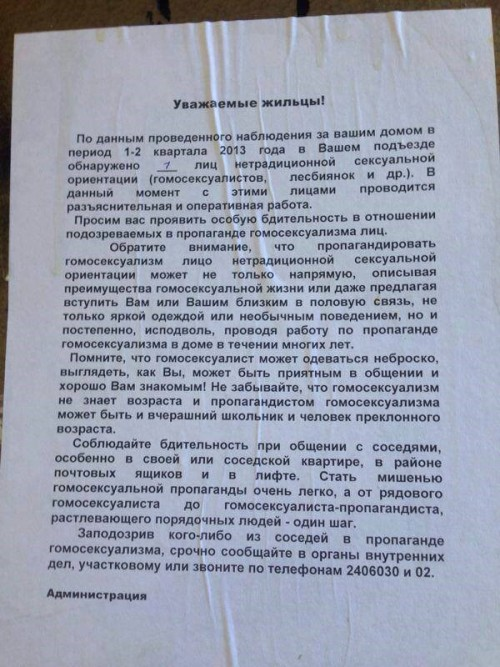 Уважаемые жильцы!
По данным проведенного наблюдения за вашим домом в
период 1-2 квартала 2013 года в Вашем подъезде
обнаружено 7 лиц нетрадиционной сексуальной
ориентации (гомосексуалистов, лесбиянок и др.). В
данный момент с этими лицами проводится
разъяснительная и оперативная работа.
Просим вас проявить особую бдительность в отношении
подозреваемых в пропаганде гомосексуализма лиц.
Обратите внимание, что пропагандировать
гомосексуализм лицо нетрадиционной сексуальной
ориентации может не только напрямую, описывая
преимущества гомосексуальной жизни или даже предлагая
вступить Вам или Вашим близким в половую связь, не
только яркой одеждой или необычным поведением, но и
постепенно, исподволь, проводя работу по пропаганде
гомосексуализма в доме в течении многих лет.
Помните, что гомосексуалист может одеваться неброско,
выглядеть, как Вы, может быть приятным в общении и
хорошо Вам знакомым! Не забывайте, что гомосексуализм
не знает возраста и пропагандистом гомосексуализма
может быть и вчерашний школьник и человек преклонного
возраста.
Соблюдайте бдительность при общении с соседями,
особенно в своей или соседской квартире, в районе
почтовых ящиков и в лифте. Стать мишенью
гомосексуальной пропаганды очень легко, а от рядового
гомосексуалиста до гомосексуалиста-пропагандиста,
растлевающего порядочных людей - один шаг.
Заподозрив кого-либо из соседей в пропаганде
гомосексуализма, срочно сообщайте в органы внутренних
дел, участковому или звоните по телефонам 2406030 и 02.
Администрация